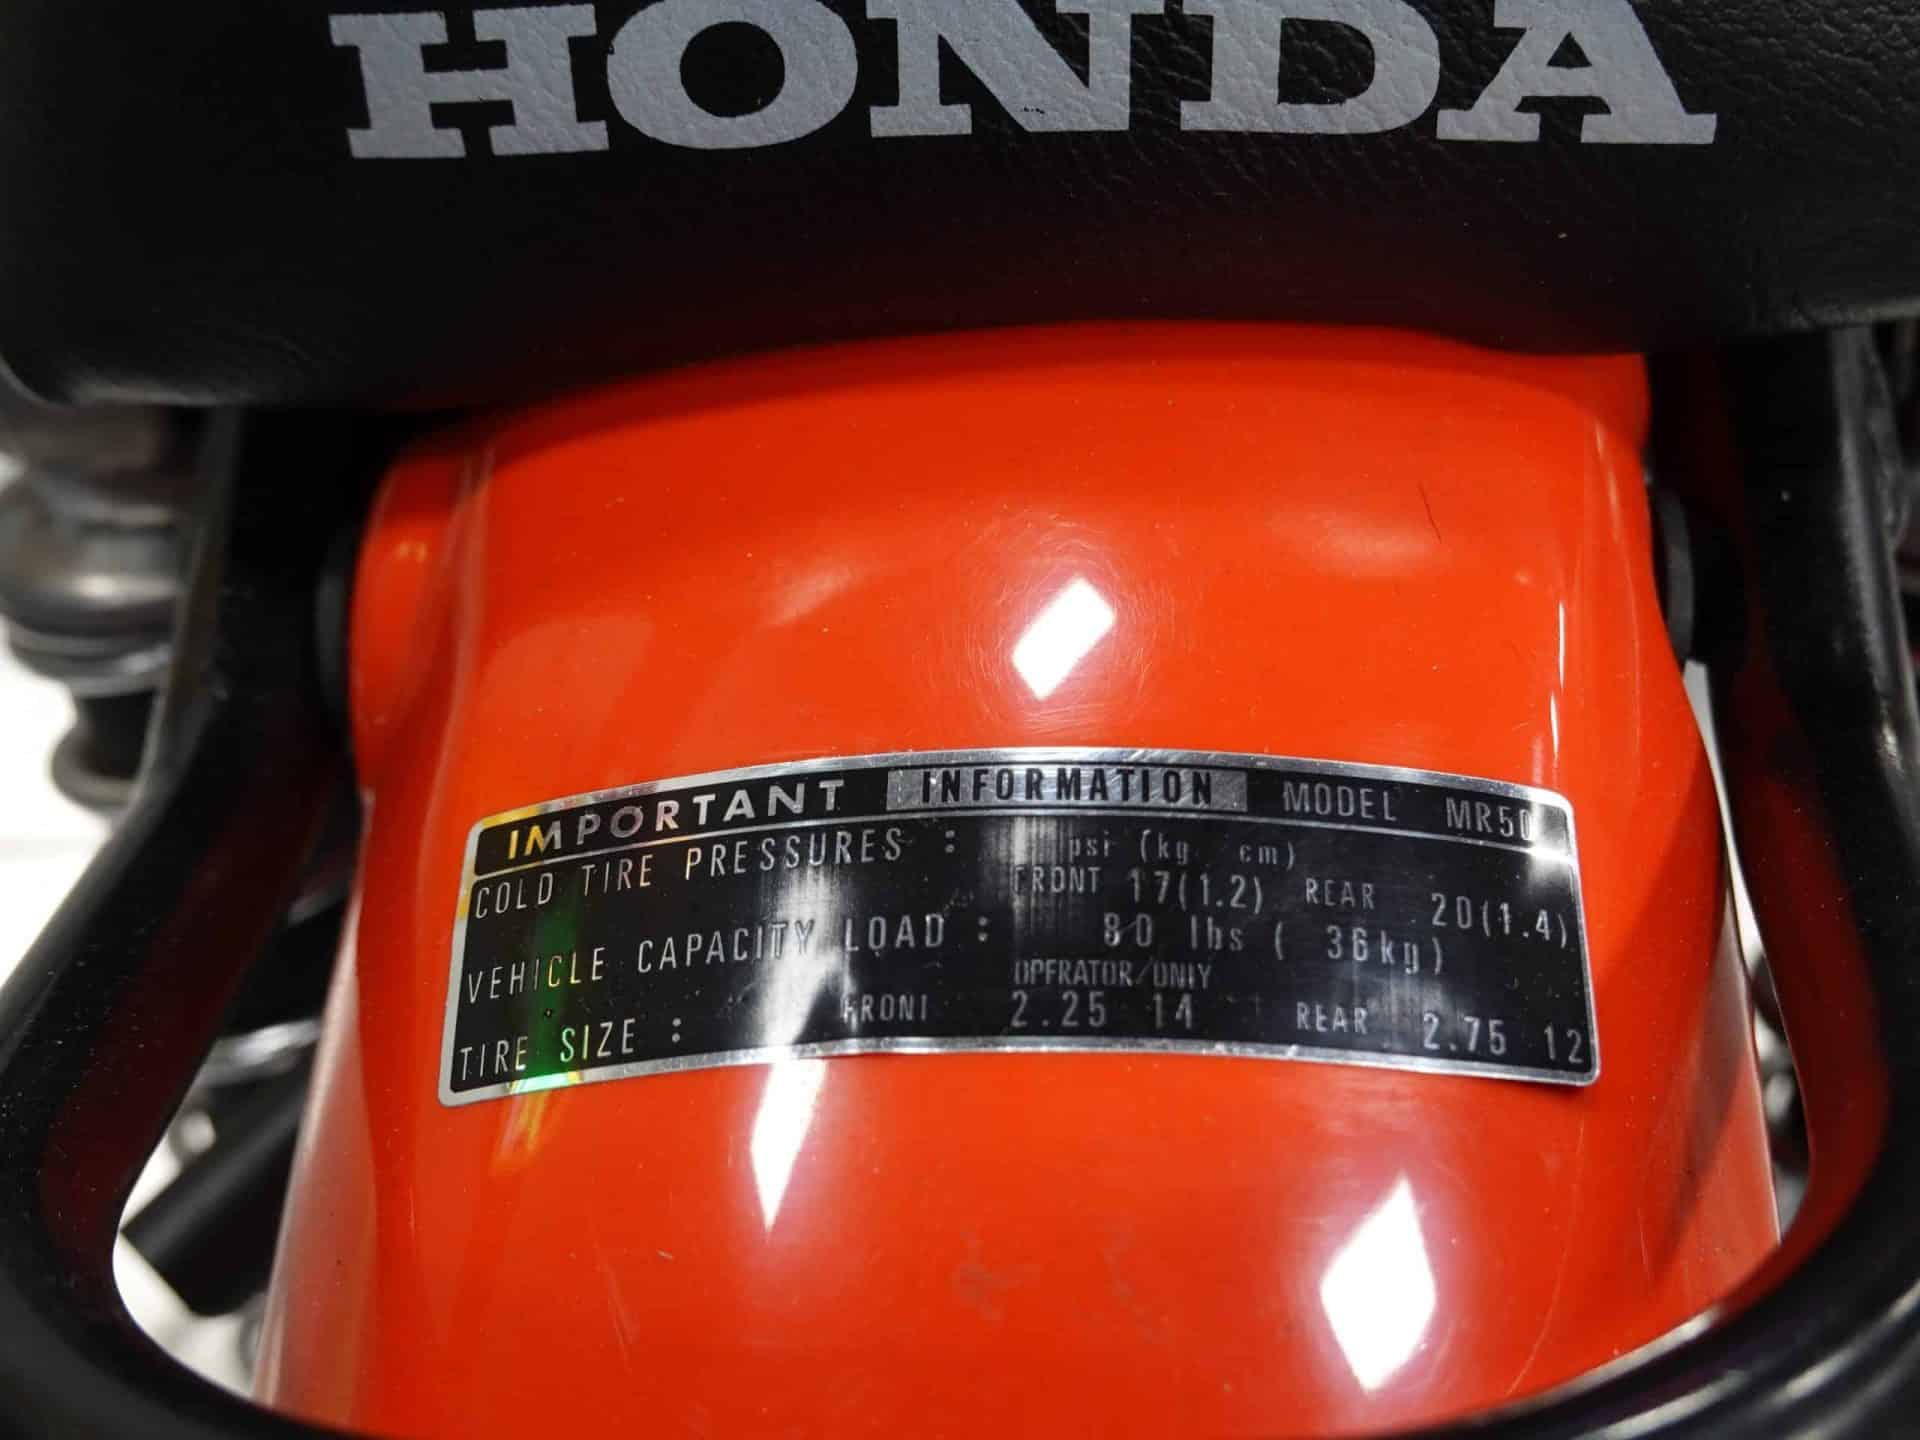 HONDA
IMPORTANT INFORMATION MODEL MR50
COLD TIRE PRESSURES : psi (kg cm)
FRONT 17(1.2) REAR 20(1.4)
VEHICLE CAPACITY LOAD : 80 lbs ( 36kg)
OPERATOR/ONLY
TIRE SIZE : FRONT 2.25 14 REAR 2.75 12